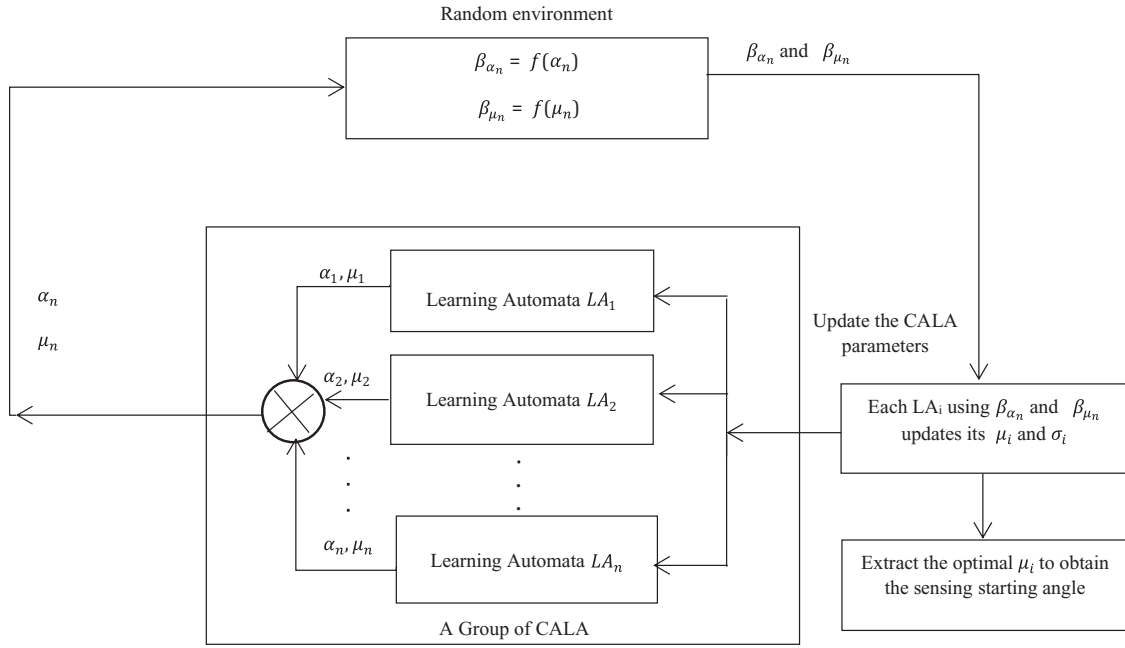 Random environment
β_{α_n} = f(α_n)
β_{μ_n} = f(μ_n)
β_{α_n} and β_{μ_n}
α_n
μ_n
α_1, μ_1
Learning Automata LA_1
α_2, μ_2
Learning Automata LA_2
α_n, μ_n
Learning Automata LA_n
A Group of CALA
Update the CALA
parameters
Each LA_i using β_{α_n} and β_{μ_n}
updates its μ_i and σ_i
Extract the optimal μ_i to obtain
the sensing starting angle